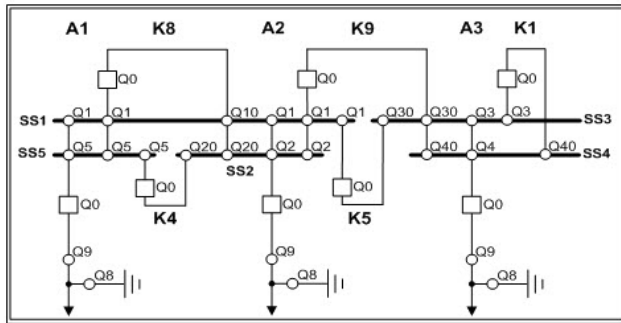 A1 K8 A2 K9 A3 K1
Q0 Q0 Q0
Q1 Q1 Q10 Q1 Q1 Q1 Q30 Q30 Q3 Q3
SS1 SS3
Q5 Q5 Q5 Q20 Q20 Q2 Q2 Q40 Q4 Q40
SS5 SS2 SS4
Q0 Q0
Q0 K4 Q0 K5 Q0
Q9 Q9 Q9
Q8 Q8 Q8